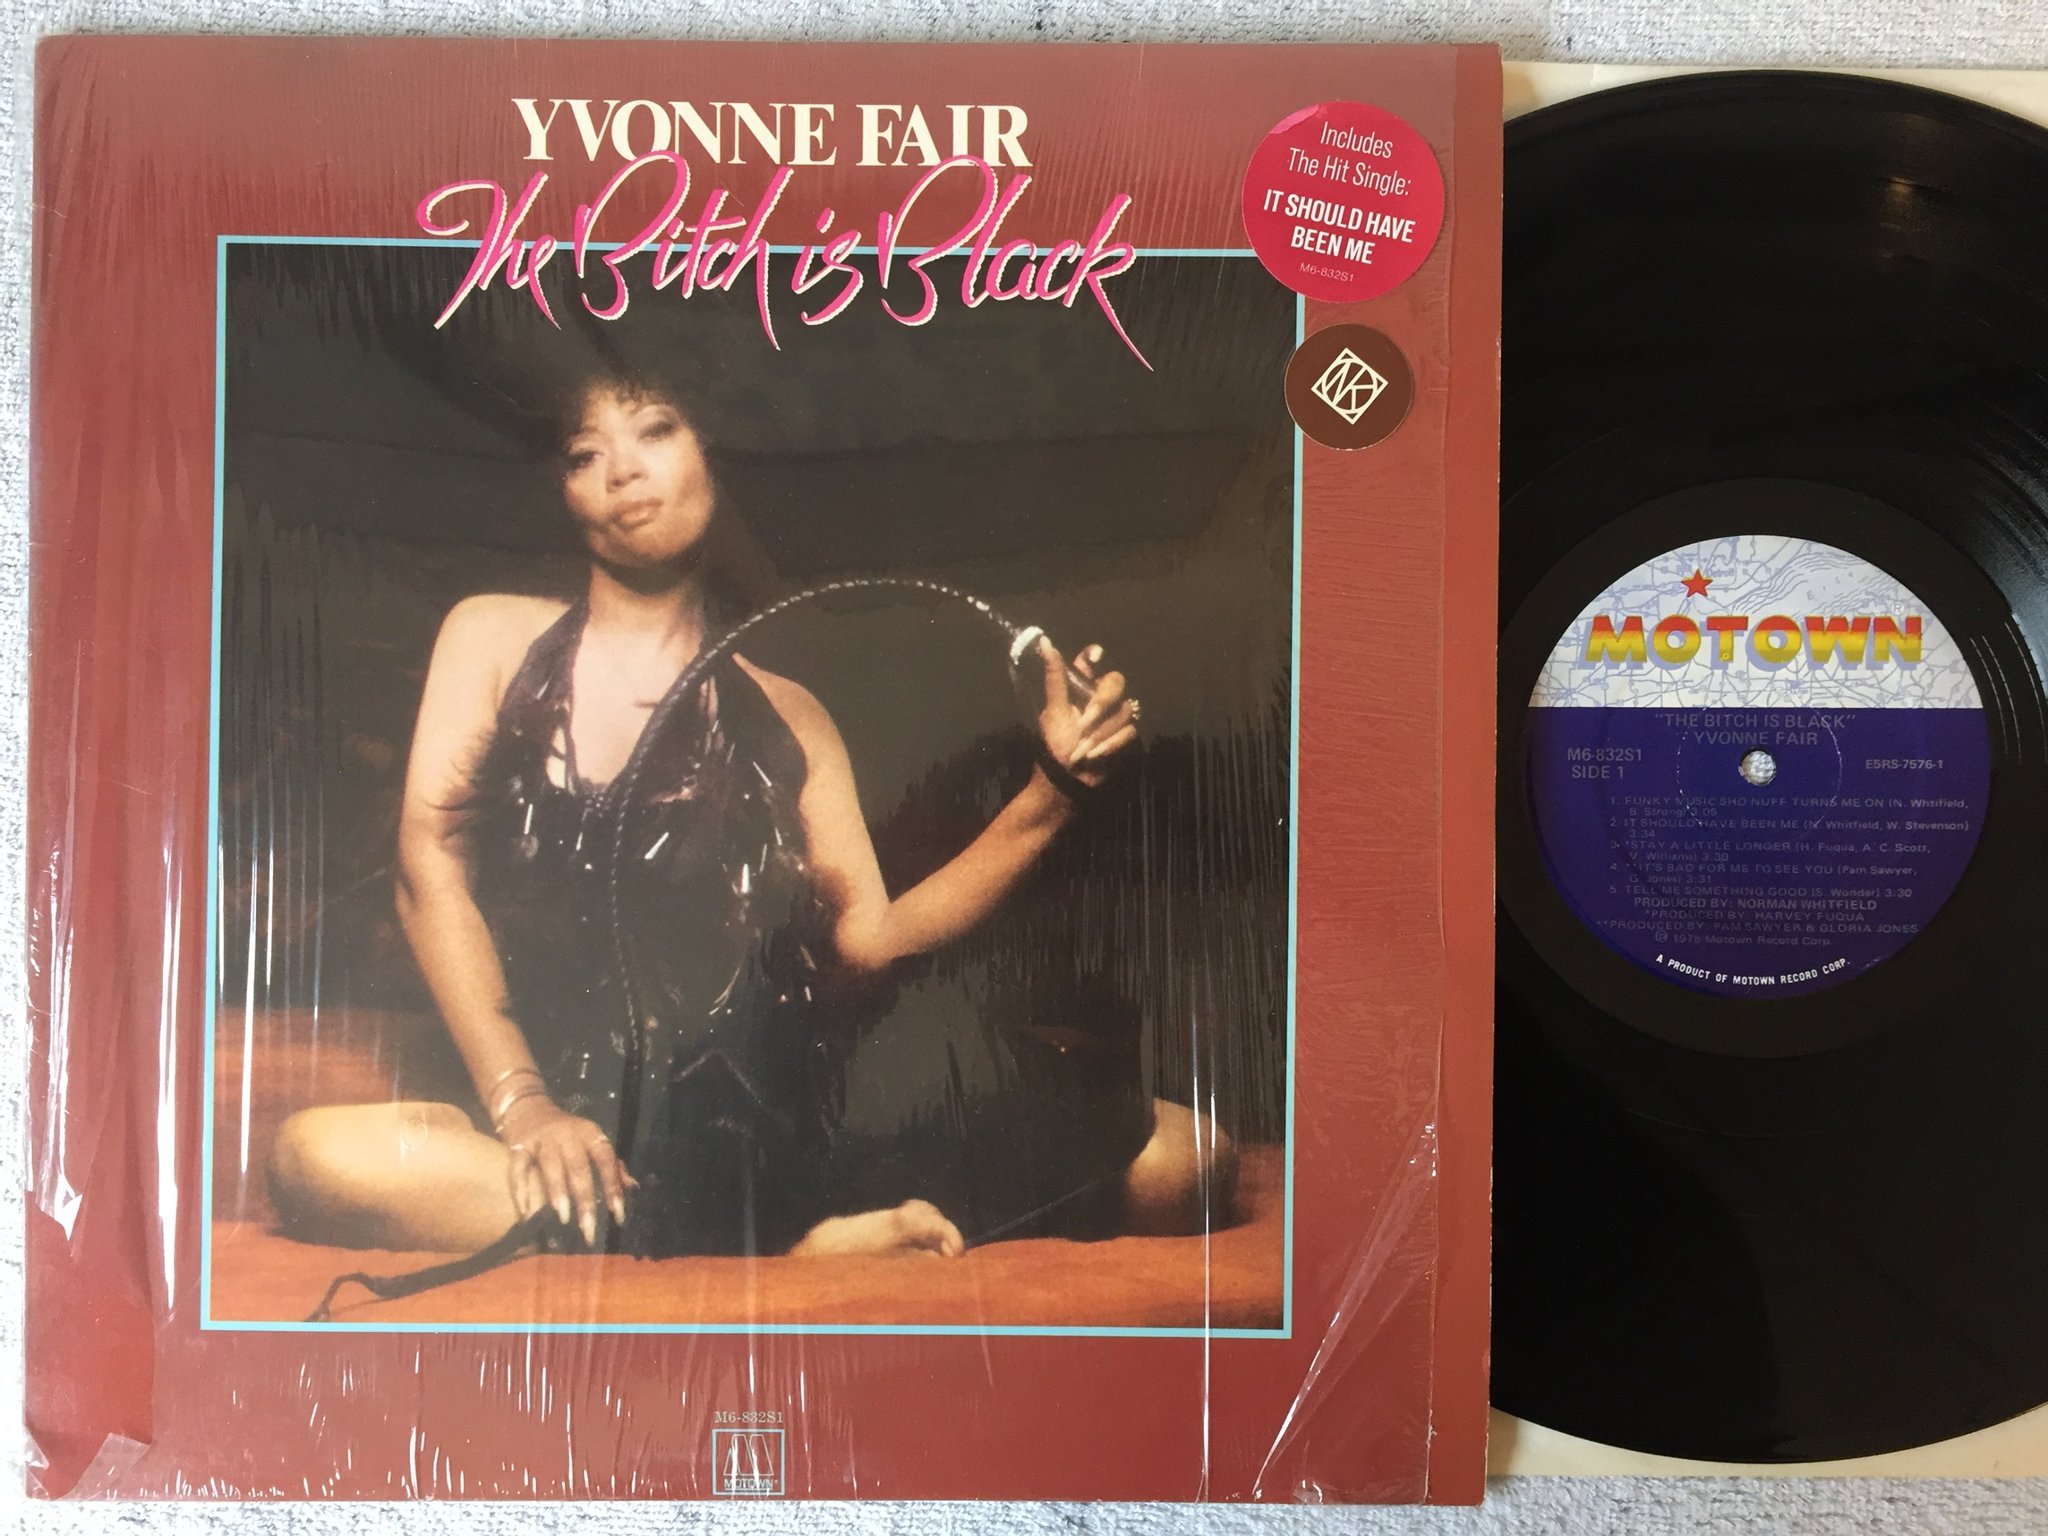 YVONNE FAIR
The Bitch is Black
Includes
The Hit Single:
IT SHOULD HAVE
BEEN ME
M6-832S1
M6-832S1
MOTOWN
Detroit
MOTOWN®
"THE BITCH IS BLACK"
YVONNE FAIR
M6-832S1
SIDE 1
E5RS-7576-1
1. FUNKY MUSIC SHO NUFF TURNS ME ON (N. Whitfield,
B. Strong) 3:05
2. IT SHOULD HAVE BEEN ME (N. Whitfield, W. Stevenson)
3:34
3. *STAY A LITTLE LONGER (H. Fuqua, A. C. Scott,
V. Williams) 3:30
4. **IT'S BAD FOR ME TO SEE YOU (Pam Sawyer,
G. Jones) 3:31
5. TELL ME SOMETHING GOOD (S. Wonder) 3:30
PRODUCED BY: NORMAN WHITFIELD
*PRODUCED BY: HARVEY FUQUA
**PRODUCED BY: PAM SAWYER & GLORIA JONES
℗ 1975 Motown Record Corp.
A PRODUCT OF MOTOWN RECORD CORP.